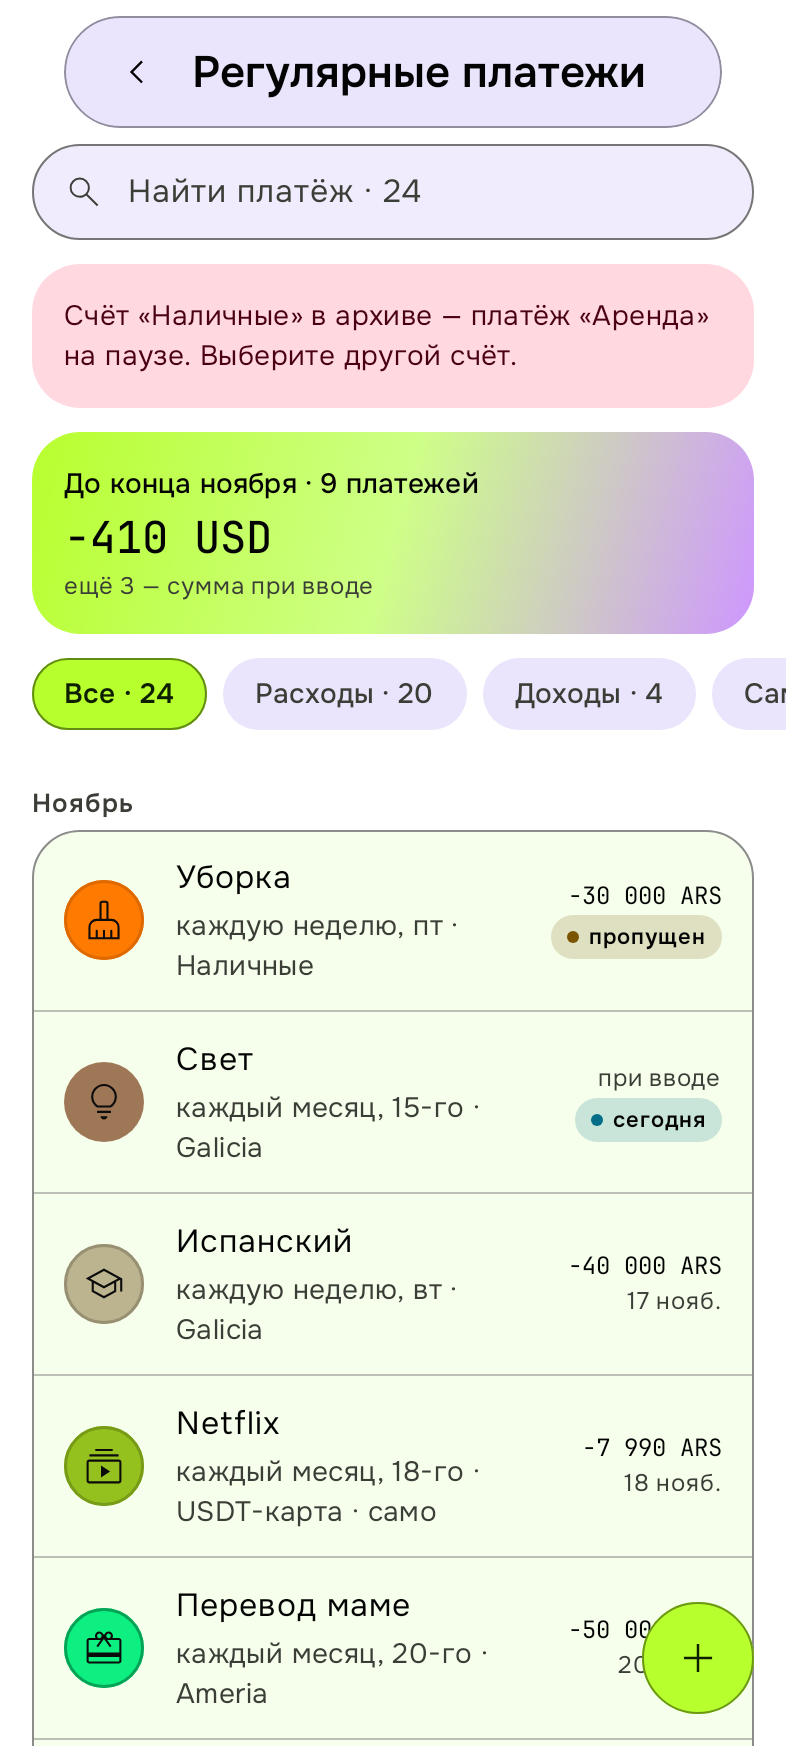 Регулярные платежи
Найти платёж · 24
Счёт «Наличные» в архиве — платёж «Аренда»
на паузе. Выберите другой счёт.
До конца ноября · 9 платежей
-410 USD
ещё 3 — сумма при вводе
Все · 24
Расходы · 20
Доходы · 4
Ноябрь
Уборка
каждую неделю, пт ·
Наличные
-30 000 ARS
пропущен
Свет
каждый месяц, 15-го ·
Galicia
при вводе
сегодня
Испанский
каждую неделю, вт ·
Galicia
-40 000 ARS
17 нояб.
Netflix
каждый месяц, 18-го ·
USDT-карта · само
-7 990 ARS
18 нояб.
Перевод маме
каждый месяц, 20-го ·
Ameria
-50
20